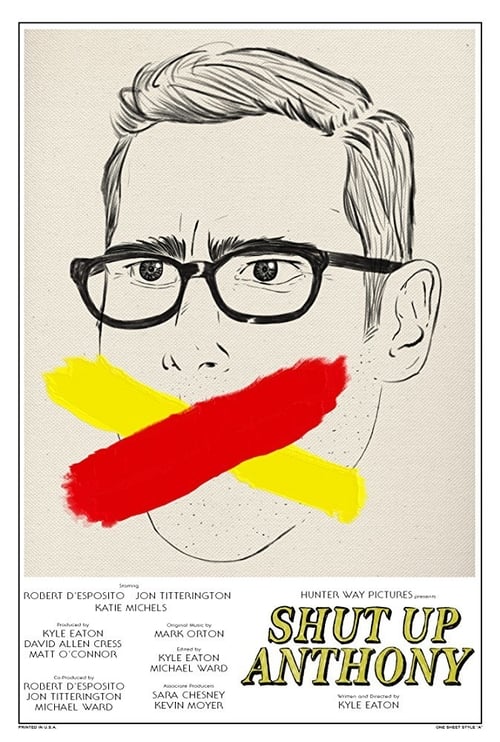 Starring
ROBERT D'ESPOSITO JON TITTERINGTON
KATIE MICHELS
Produced by
KYLE EATON
DAVID ALLEN CRESS
MATT O'CONNOR
Co-Produced by
ROBERT D'ESPOSITO
JON TITTERINGTON
MICHAEL WARD
Original Music by
MARK ORTON
Edited by
KYLE EATON
MICHAEL WARD
Associate Producers
SARA CHESNEY
KEVIN MOYER
HUNTER WAY PICTURES presents
SHUT UP
ANTHONY
Written and Directed by
KYLE EATON
PRINTED IN U.S.A.
ONE SHEET STYLE "A"